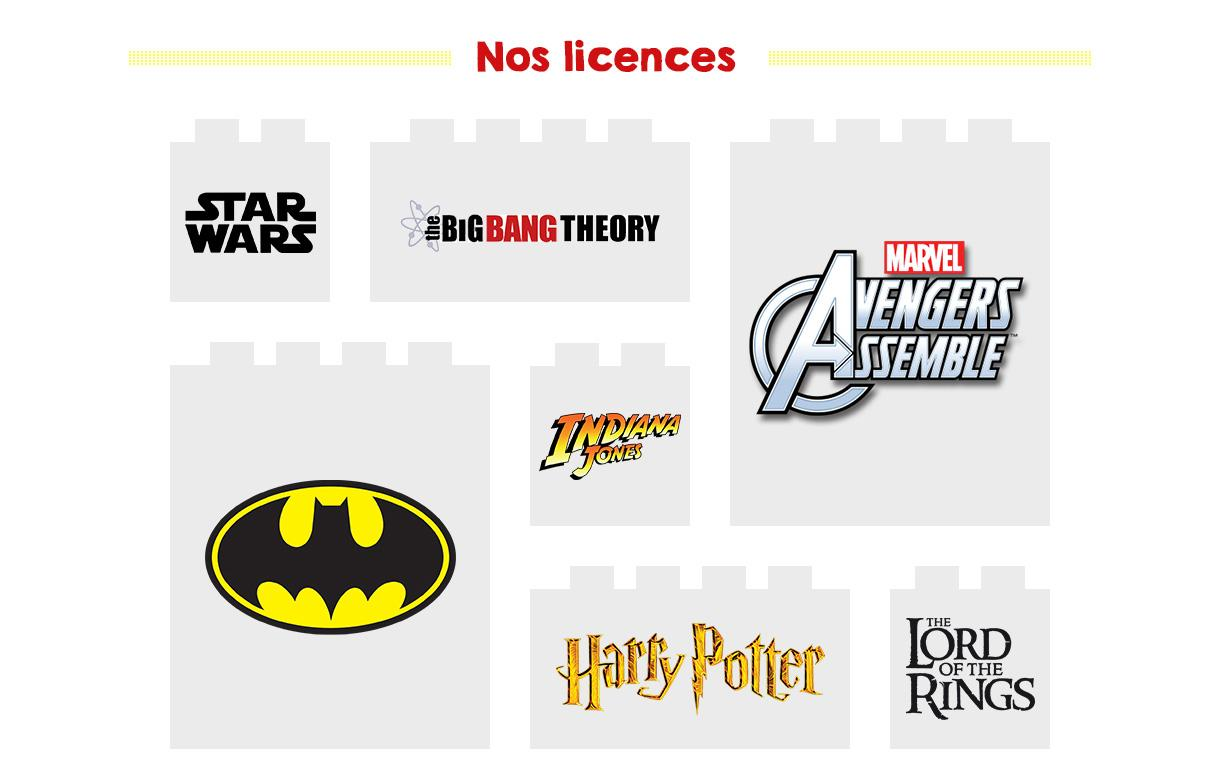 Nos licences
STAR
WARS
the BIG BANG THEORY
MARVEL
AVENGERS
ASSEMBLE™
INDIANA
JONES
Harry Potter
THE
LORD
OF THE
RINGS